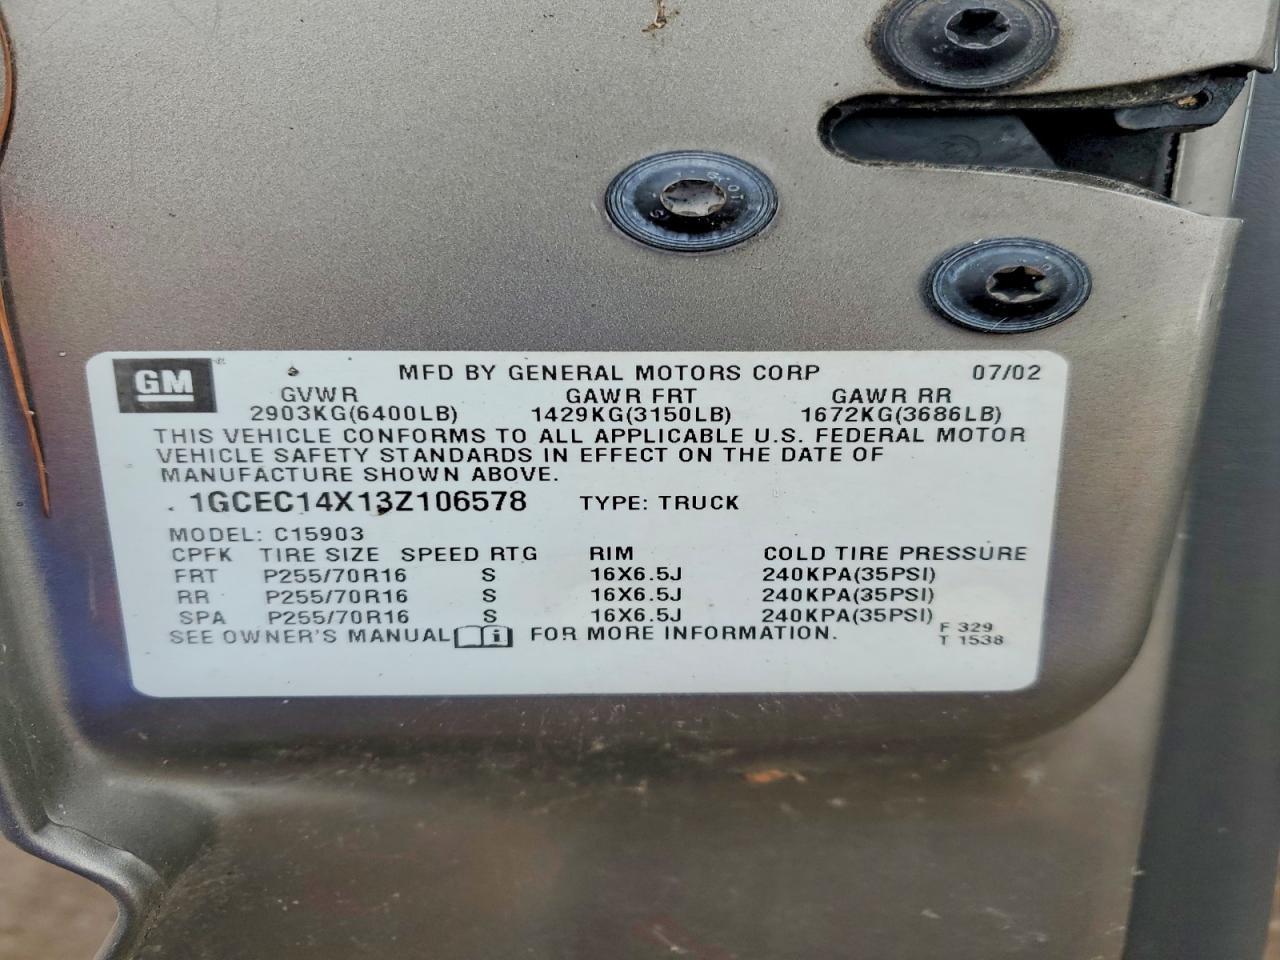 GM MFD BY GENERAL MOTORS CORP 07/02
GVWR GAWR FRT GAWR RR
2903KG(6400LB) 1429KG(3150LB) 1672KG(3686LB)
THIS VEHICLE CONFORMS TO ALL APPLICABLE U.S. FEDERAL MOTOR
VEHICLE SAFETY STANDARDS IN EFFECT ON THE DATE OF
MANUFACTURE SHOWN ABOVE.
1GCEC14X13Z106578 TYPE: TRUCK
MODEL: C15903
CPFK TIRE SIZE SPEED RTG RIM COLD TIRE PRESSURE
FRT P255/70R16 S 16X6.5J 240KPA(35PSI)
RR P255/70R16 S 16X6.5J 240KPA(35PSI)
SPA P255/70R16 S 16X6.5J 240KPA(35PSI)
SEE OWNER'S MANUAL i FOR MORE INFORMATION.
F 329
T 1538